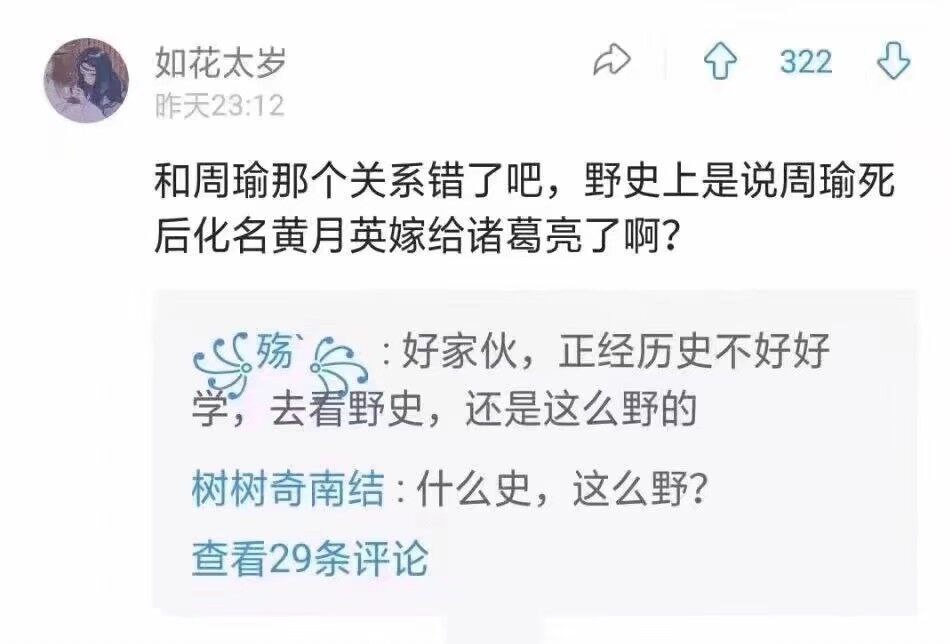 如花太岁
322
昨天23:12
和周瑜那个关系错了吧，野史上是说周瑜死
后化名黄月英嫁给诸葛亮了啊？
殇`：好家伙，正经历史不好好
学，去看野史，还是这么野的
树树奇南结：什么史，这么野？
查看29条评论